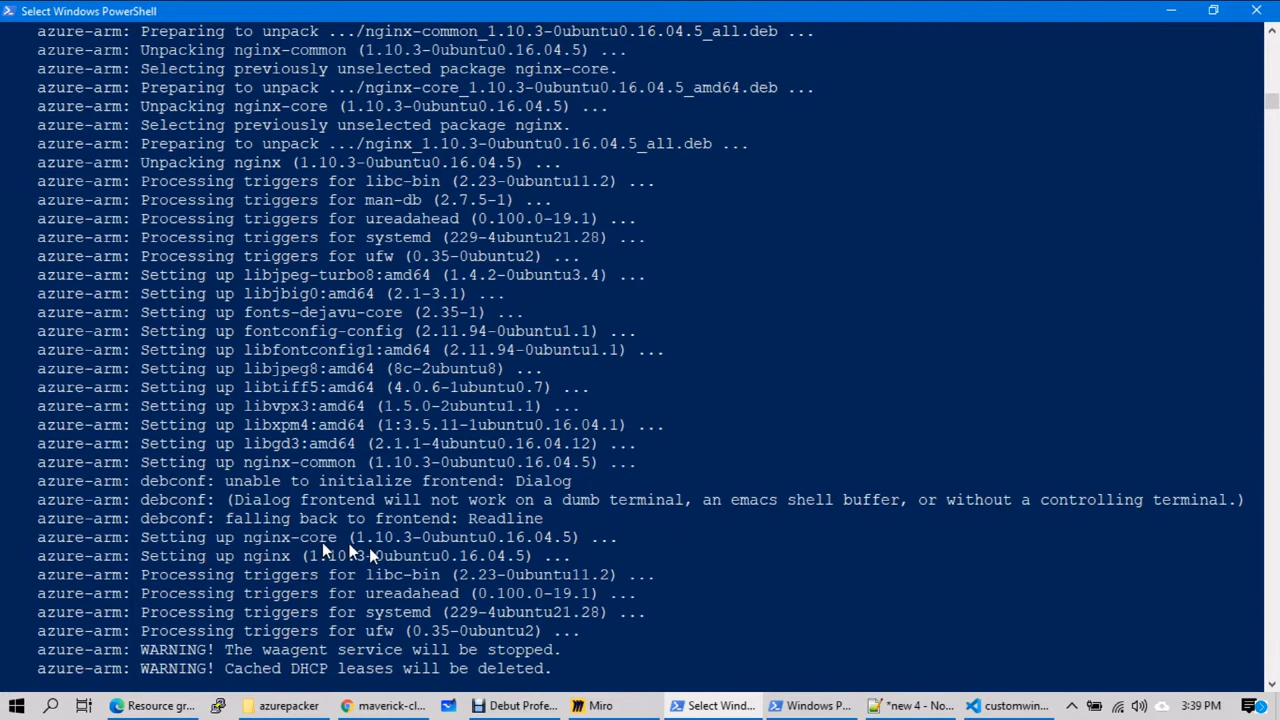 Select Windows PowerShell
azure-arm: Preparing to unpack .../nginx-common_1.10.3-0ubuntu0.16.04.5_all.deb ...
azure-arm: Unpacking nginx-common (1.10.3-0ubuntu0.16.04.5) ...
azure-arm: Selecting previously unselected package nginx-core.
azure-arm: Preparing to unpack .../nginx-core_1.10.3-0ubuntu0.16.04.5_amd64.deb ...
azure-arm: Unpacking nginx-core (1.10.3-0ubuntu0.16.04.5) ...
azure-arm: Selecting previously unselected package nginx.
azure-arm: Preparing to unpack .../nginx_1.10.3-0ubuntu0.16.04.5_all.deb ...
azure-arm: Unpacking nginx (1.10.3-0ubuntu0.16.04.5) ...
azure-arm: Processing triggers for libc-bin (2.23-0ubuntu11.2) ...
azure-arm: Processing triggers for man-db (2.7.5-1) ...
azure-arm: Processing triggers for ureadahead (0.100.0-19.1) ...
azure-arm: Processing triggers for systemd (229-4ubuntu21.28) ...
azure-arm: Processing triggers for ufw (0.35-0ubuntu2) ...
azure-arm: Setting up libjpeg-turbo8:amd64 (1.4.2-0ubuntu3.4) ...
azure-arm: Setting up libjbig0:amd64 (2.1-3.1) ...
azure-arm: Setting up fonts-dejavu-core (2.35-1) ...
azure-arm: Setting up fontconfig-config (2.11.94-0ubuntu1.1) ...
azure-arm: Setting up libfontconfig1:amd64 (2.11.94-0ubuntu1.1) ...
azure-arm: Setting up libjpeg8:amd64 (8c-2ubuntu8) ...
azure-arm: Setting up libtiff5:amd64 (4.0.6-1ubuntu0.7) ...
azure-arm: Setting up libvpx3:amd64 (1.5.0-2ubuntu1.1) ...
azure-arm: Setting up libxpm4:amd64 (1:3.5.11-1ubuntu0.16.04.1) ...
azure-arm: Setting up libgd3:amd64 (2.1.1-4ubuntu0.16.04.12) ...
azure-arm: Setting up nginx-common (1.10.3-0ubuntu0.16.04.5) ...
azure-arm: debconf: unable to initialize frontend: Dialog
azure-arm: debconf: (Dialog frontend will not work on a dumb terminal, an emacs shell buffer, or without a controlling terminal.)
azure-arm: debconf: falling back to frontend: Readline
azure-arm: Setting up nginx-core (1.10.3-0ubuntu0.16.04.5) ...
azure-arm: Setting up nginx (1.10.3-0ubuntu0.16.04.5) ...
azure-arm: Processing triggers for libc-bin (2.23-0ubuntu11.2) ...
azure-arm: Processing triggers for ureadahead (0.100.0-19.1) ...
azure-arm: Processing triggers for systemd (229-4ubuntu21.28) ...
azure-arm: Processing triggers for ufw (0.35-0ubuntu2) ...
azure-arm: WARNING! The waagent service will be stopped.
azure-arm: WARNING! Cached DHCP leases will be deleted.
Resource gr... azurepacker maverick-cl... Debut Profe... Miro Select Wind... Windows P... *new 4 - No... customwin... 3:39 PM